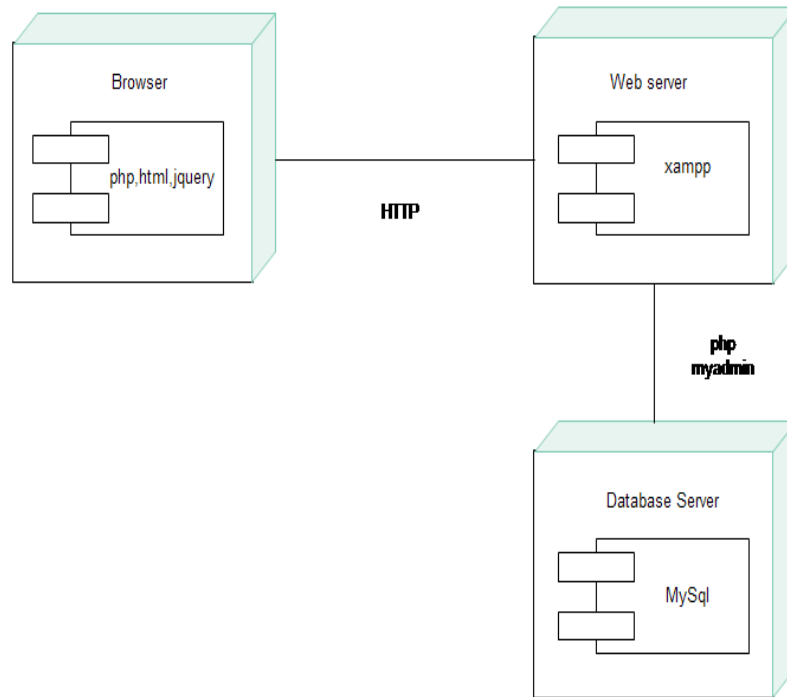 Browser
php,html,jquery
HTTP
Web server
xampp
php
myadmin
Database Server
MySql